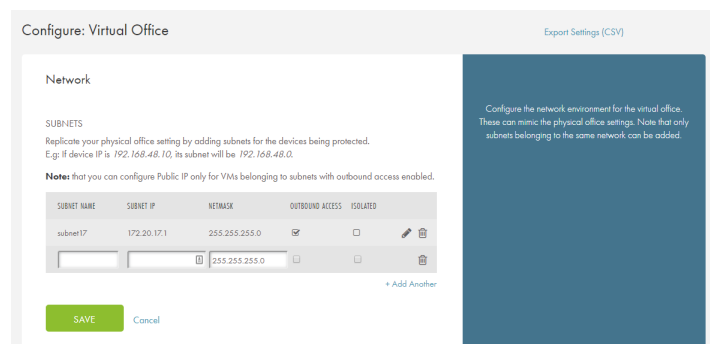 Configure: Virtual Office
Export Settings (CSV)
Network
SUBNETS
Replicate your physical office setting by adding subnets for the devices being protected.
E.g: If device IP is 192.168.48.10, its subnet will be 192.168.48.0.
Note: that you can configure Public IP only for VMs belonging to subnets with outbound access enabled.
SUBNET NAME SUBNET IP NETMASK OUTBOUND ACCESS ISOLATED
subnet17 172.20.17.1 255.255.255.0
255.255.255.0
+ Add Another
SAVE Cancel
Configure the network environment for the virtual office.
These can mimic the physical office settings. Note that only
subnets belonging to the same network can be added.